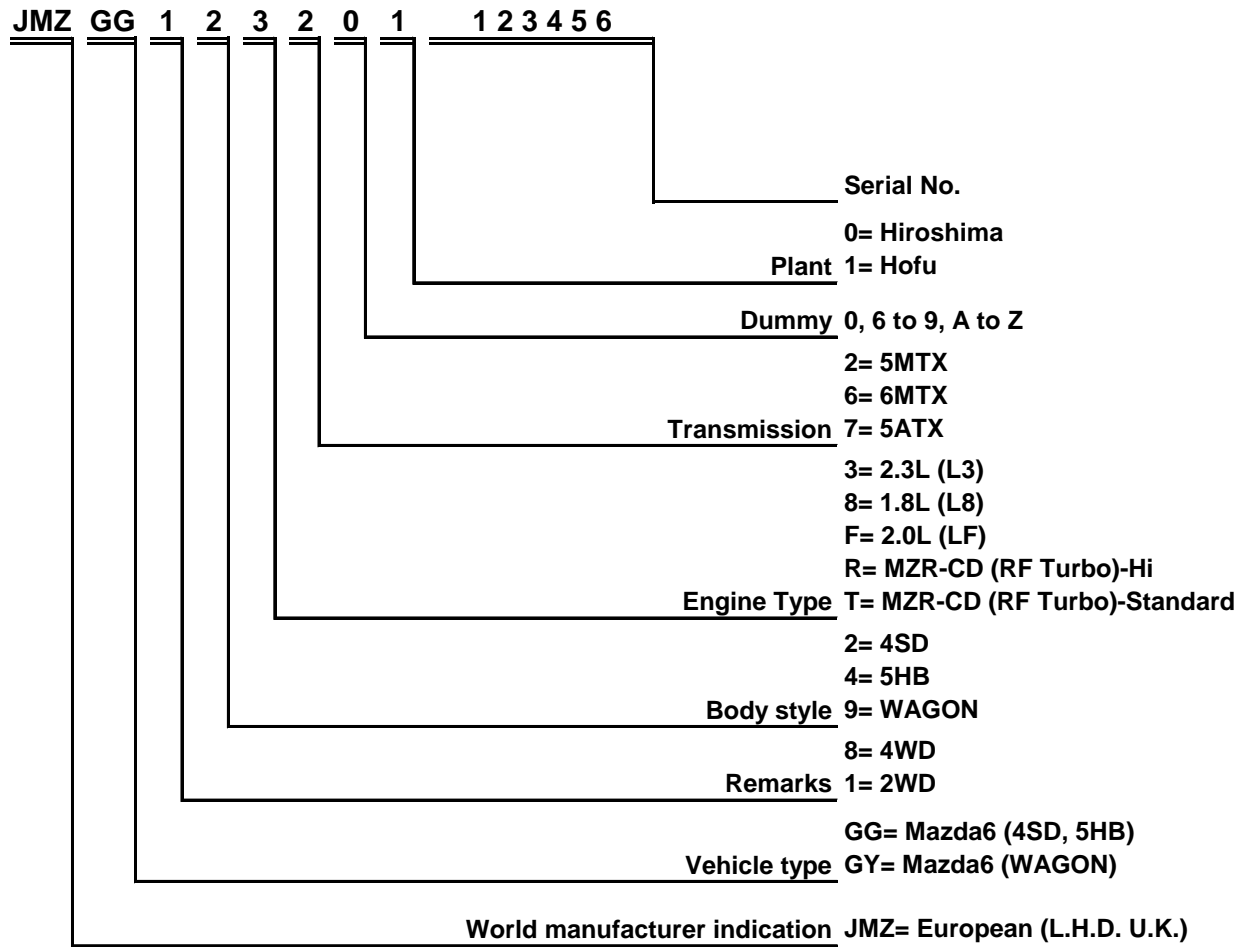 JMZ GG 1 2 3 2 0 1 1 2 3 4 5 6
Serial No.
0= Hiroshima
Plant 1= Hofu
Dummy 0, 6 to 9, A to Z
2= 5MTX
6= 6MTX
Transmission 7= 5ATX
3= 2.3L (L3)
8= 1.8L (L8)
F= 2.0L (LF)
R= MZR-CD (RF Turbo)-Hi
Engine Type T= MZR-CD (RF Turbo)-Standard
2= 4SD
4= 5HB
Body style 9= WAGON
8= 4WD
Remarks 1= 2WD
GG= Mazda6 (4SD, 5HB)
Vehicle type GY= Mazda6 (WAGON)
World manufacturer indication JMZ= European (L.H.D. U.K.)